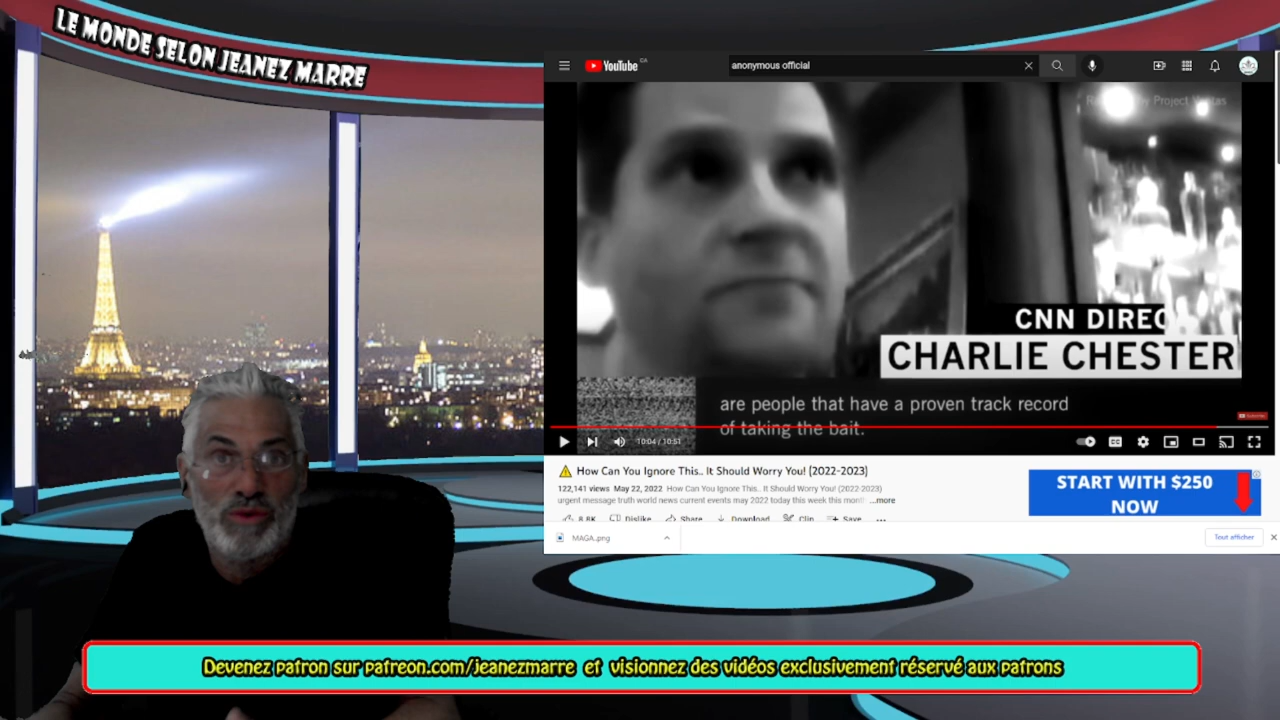 LE MONDE SELON JEANEZ MARRE
YouTube CA
anonymous official
CNN DIREC
CHARLIE CHESTER
are people that have a proven track record
of taking the bait.
10:04 / 10:51
⚠ How Can You Ignore This.. It Should Worry You! (2022-2023)
122,141 views May 22, 2022 How Can You Ignore This.. It Should Worry You! (2022-2023)
urgent message truth world news current events may 2022 today this week this month ...more
8.8K Dislike Share Download Clip Save ...
START WITH $250
NOW
MAGA.png
Tout afficher
Devenez patron sur patreon.com/jeanezmarre et visionnez des vidéos exclusivement réservé aux patrons